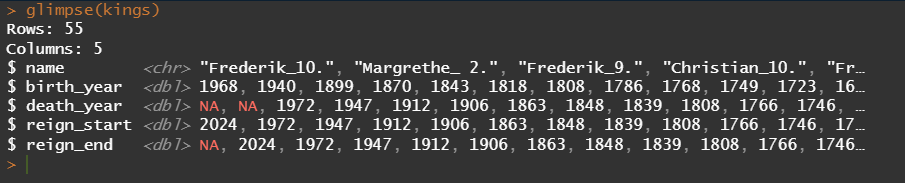 > glimpse(kings)
Rows: 55
Columns: 5
$ name        <chr> "Frederik_10.", "Margrethe_ 2.", "Frederik_9.", "Christian_10.", "Fr…
$ birth_year  <dbl> 1968, 1940, 1899, 1870, 1843, 1818, 1808, 1786, 1768, 1749, 1723, 16…
$ death_year  <dbl> NA, NA, 1972, 1947, 1912, 1906, 1863, 1848, 1839, 1808, 1766, 1746, …
$ reign_start <dbl> 2024, 1972, 1947, 1912, 1906, 1863, 1848, 1839, 1808, 1766, 1746, 17…
$ reign_end   <dbl> NA, 2024, 1972, 1947, 1912, 1906, 1863, 1848, 1839, 1808, 1766, 1746…
>